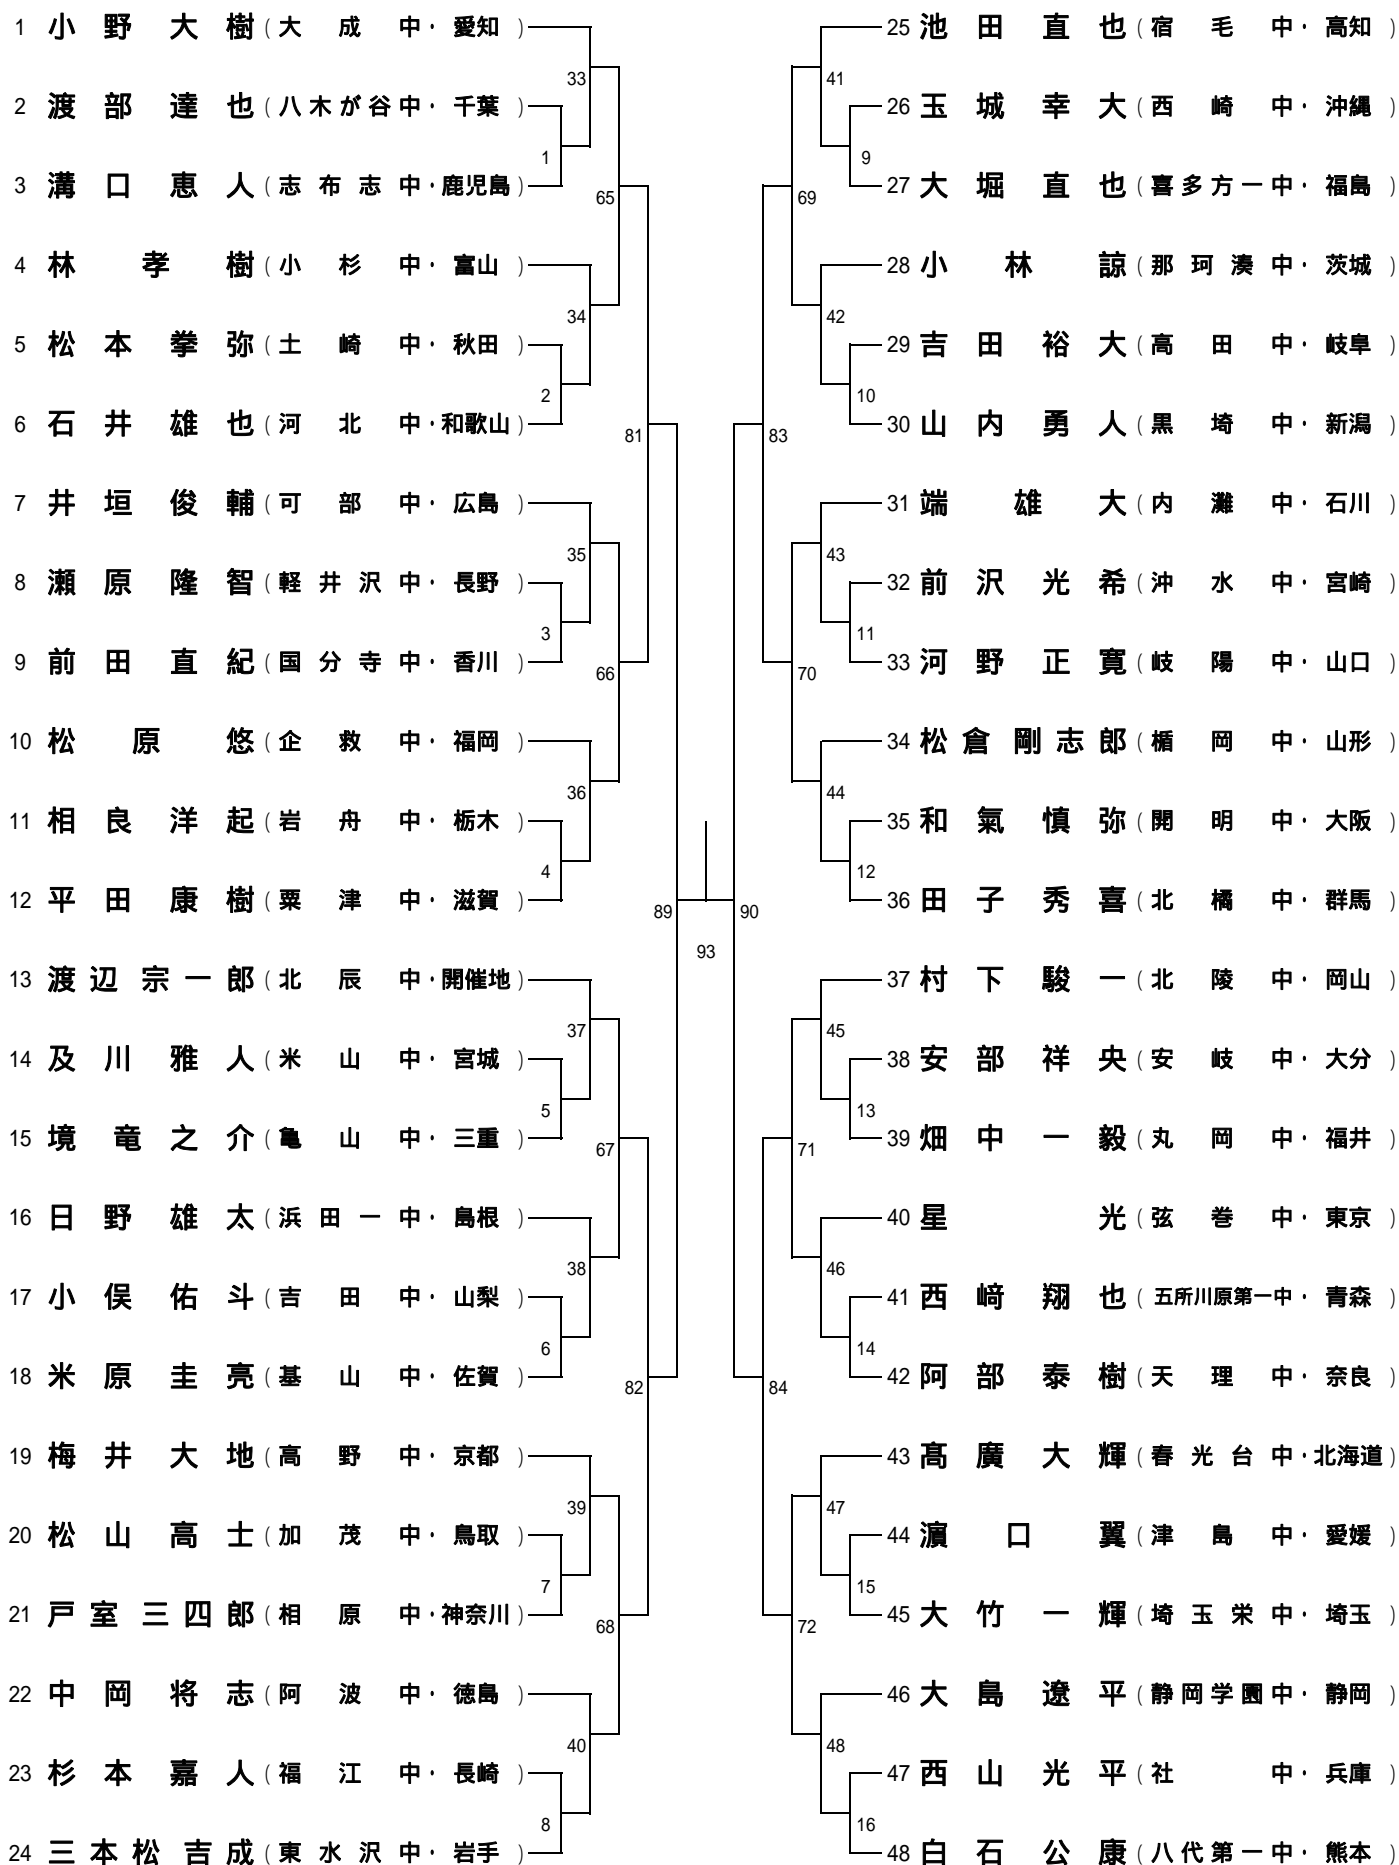 1 小野大樹（大成中・愛知）
33
2 渡部達也（八木が谷中・千葉）
1
3 溝口恵人（志布志中・鹿児島）
65
4 林孝樹（小杉中・富山）
34
5 松本拳弥（土崎中・秋田）
2
6 石井雄也（河北中・和歌山）
81
7 井垣俊輔（可部中・広島）
35
8 瀬原隆智（軽井沢中・長野）
3
9 前田直紀（国分寺中・香川）
66
10 松原悠（企救中・福岡）
36
11 相良洋起（岩舟中・栃木）
4
12 平田康樹（粟津中・滋賀）
89
93
13 渡辺宗一郎（北辰中・開催地）
37
14 及川雅人（米山中・宮城）
5
15 境竜之介（亀山中・三重）
67
16 日野雄太（浜田一中・島根）
38
17 小俣佑斗（吉田中・山梨）
6
18 米原圭亮（基山中・佐賀）
82
19 梅井大地（高野中・京都）
39
20 松山高士（加茂中・鳥取）
7
21 戸室三四郎（相原中・神奈川）
68
22 中岡将志（阿波中・徳島）
40
23 杉本嘉人（福江中・長崎）
8
24 三本松吉成（東水沢中・岩手）
25 池田直也（宿毛中・高知）
41
26 玉城幸大（西崎中・沖縄）
9
27 大堀直也（喜多方一中・福島）
69
28 小林諒（那珂湊中・茨城）
42
29 吉田裕大（高田中・岐阜）
10
30 山内勇人（黒埼中・新潟）
83
31 端雄大（内灘中・石川）
43
32 前沢光希（沖水中・宮崎）
11
33 河野正寛（岐陽中・山口）
70
34 松倉剛志郎（楯岡中・山形）
44
35 和氣慎弥（開明中・大阪）
12
36 田子秀喜（北橘中・群馬）
90
37 村下駿一（北陵中・岡山）
45
38 安部祥央（安岐中・大分）
13
39 畑中一毅（丸岡中・福井）
71
40 星光（弦巻中・東京）
46
41 西﨑翔也（五所川原第一中・青森）
14
42 阿部泰樹（天理中・奈良）
84
43 髙廣大輝（春光台中・北海道）
47
44 濵口翼（津島中・愛媛）
15
45 大竹一輝（埼玉栄中・埼玉）
72
46 大島遼平（静岡学園中・静岡）
48
47 西山光平（社中・兵庫）
16
48 白石公康（八代第一中・熊本）